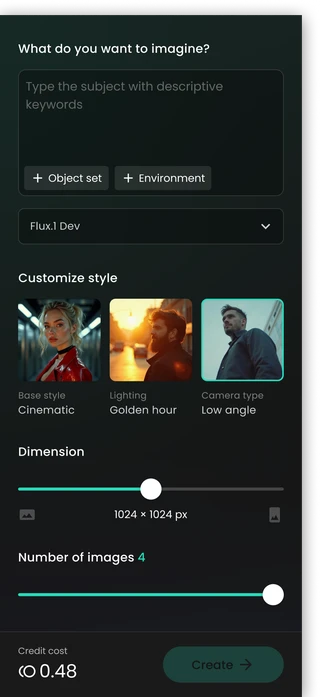 What do you want to imagine?
Type the subject with descriptive
keywords
+ Object set + Environment
Flux.1 Dev
Customize style
Base style Lighting Camera type
Cinematic Golden hour Low angle
Dimension
1024 × 1024 px
Number of images 4
Credit cost
0.48
Create →